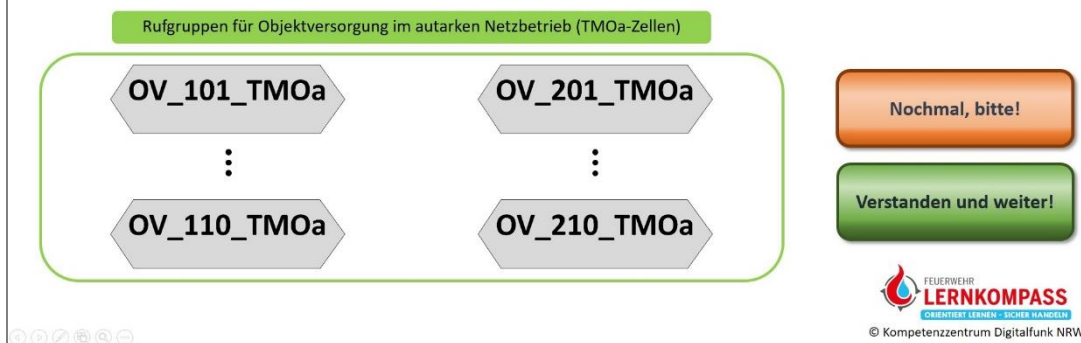 Rufgruppen für Objektversorgung im autarken Netzbetrieb (TMOa-Zellen)
OV_101_TMOa
OV_201_TMOa
OV_110_TMOa
OV_210_TMOa
Nochmal, bitte!
Verstanden und weiter!
FEUERWEHR
LERNKOMPASS
ORIENTIERT LERNEN - SICHER HANDELN
© Kompetenzzentrum Digitalfunk NRW